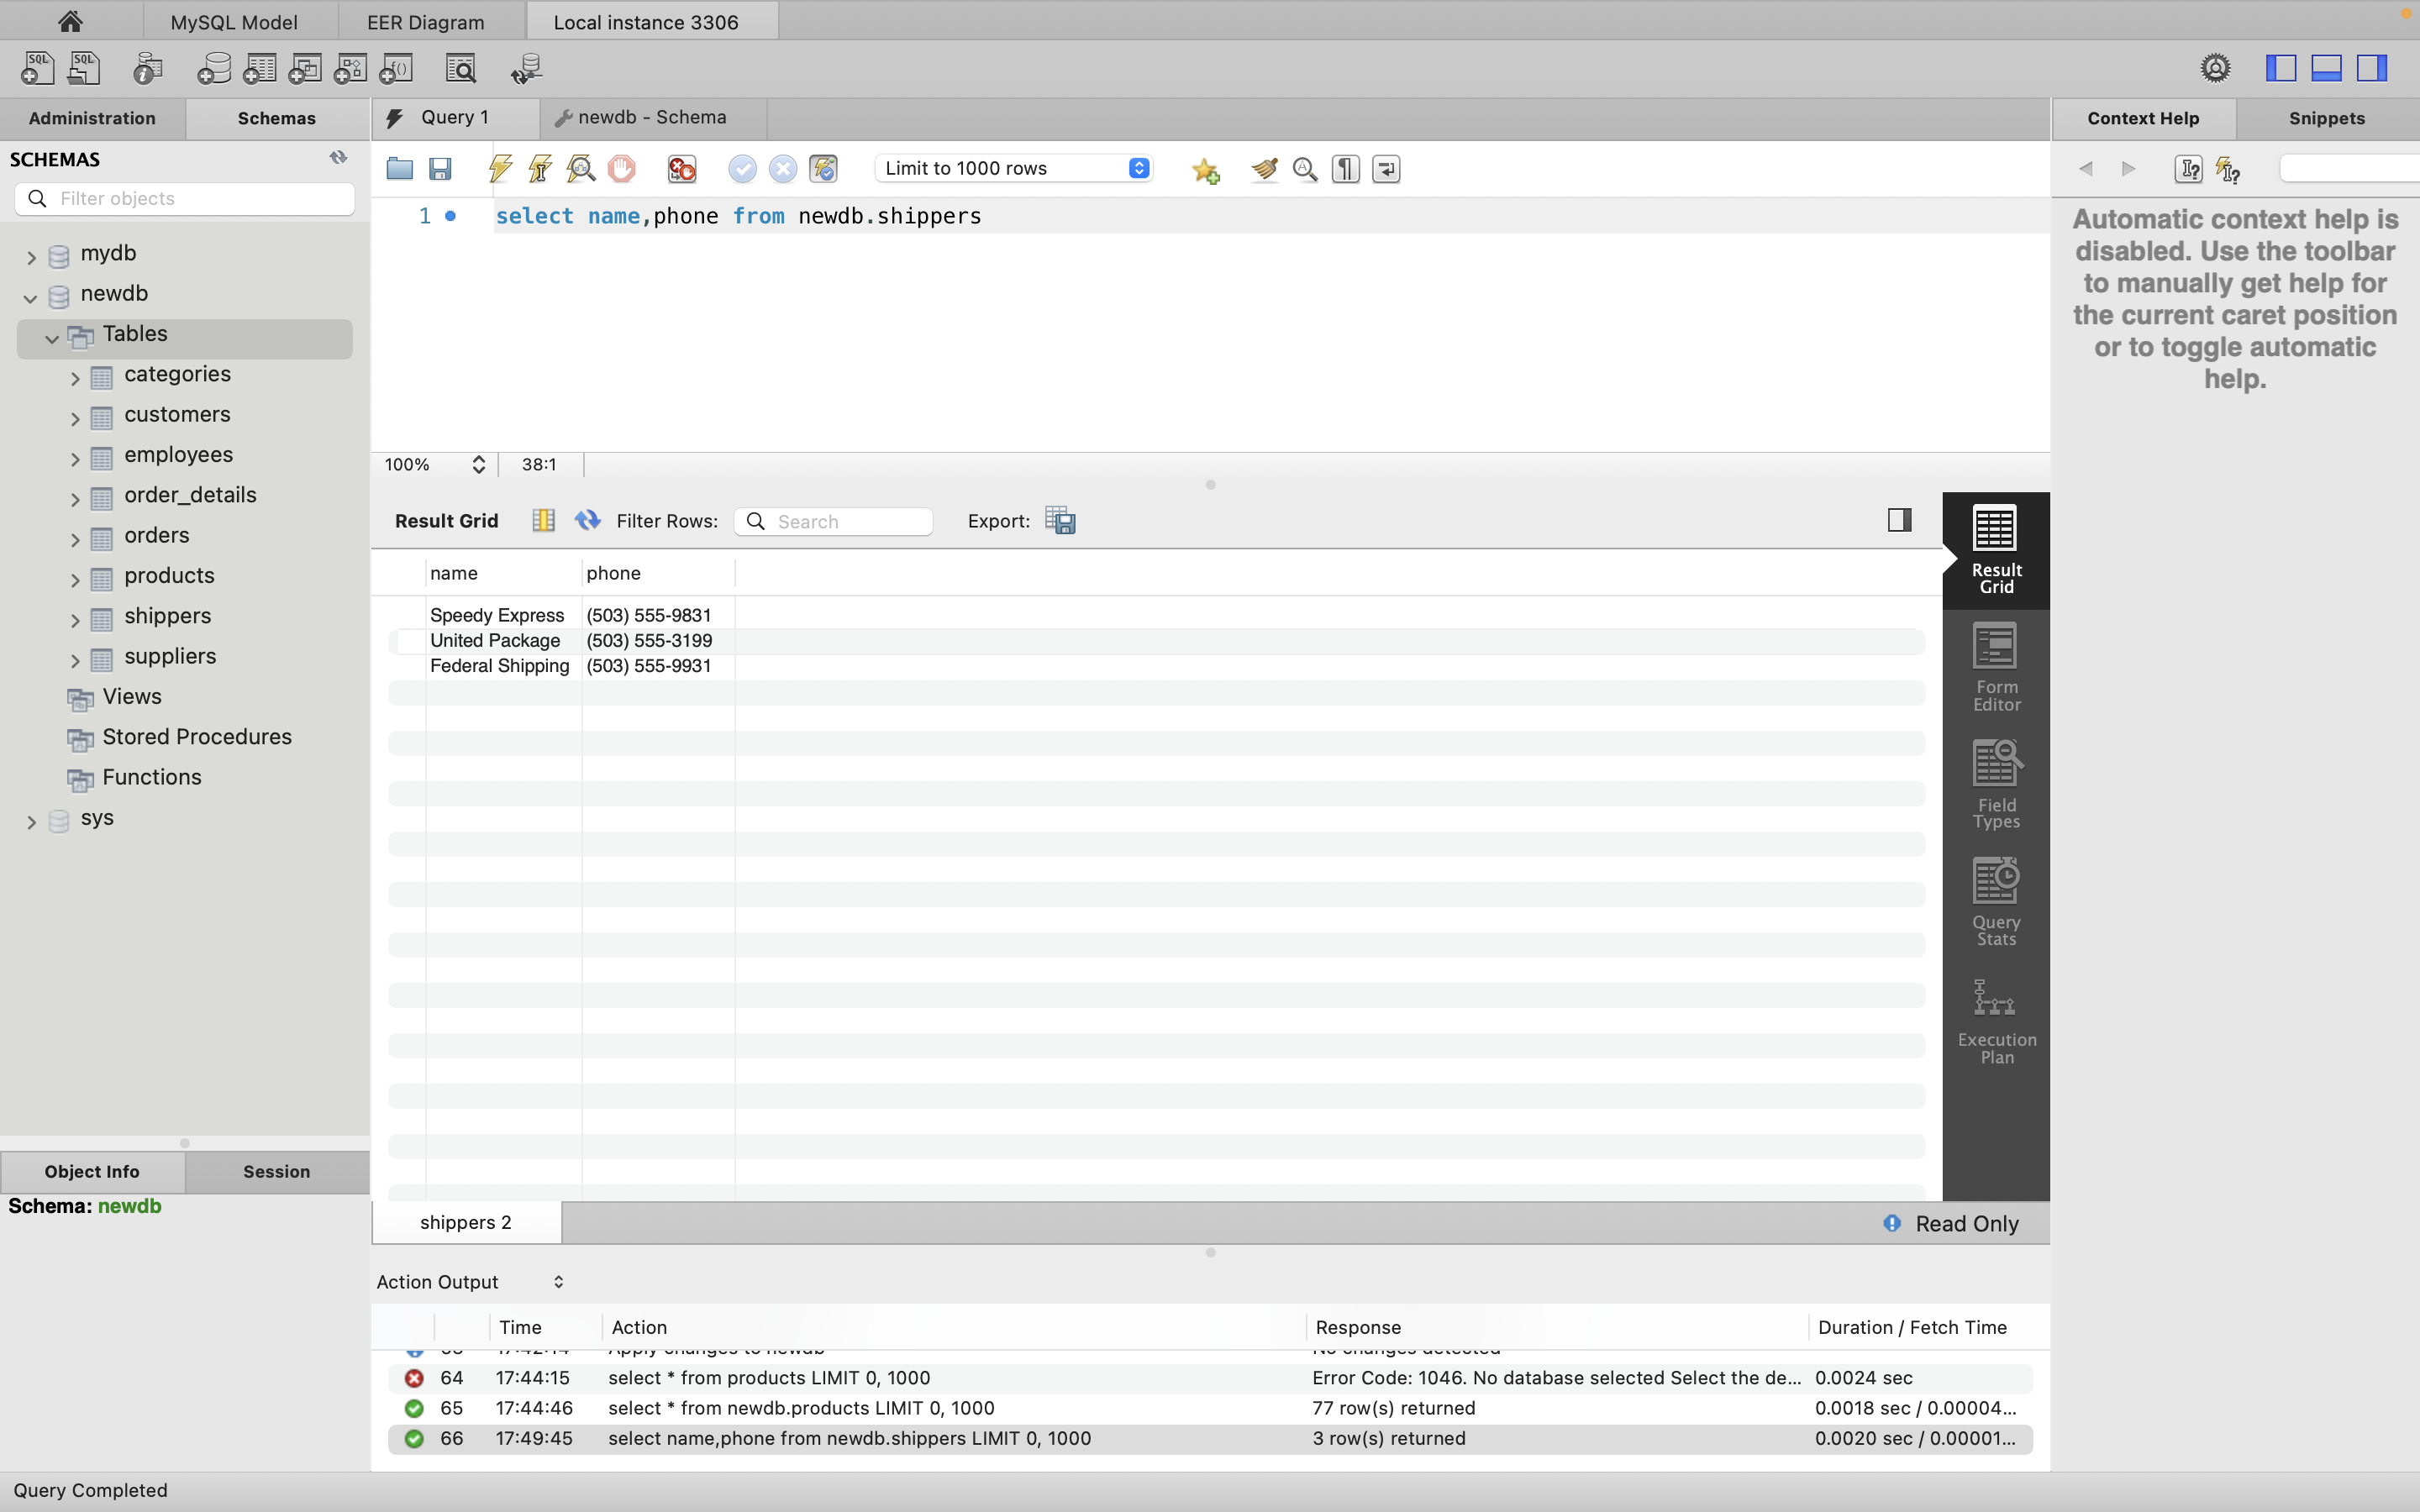 MySQL Model
EER Diagram
Local instance 3306
SQL
SQL
Administration
Schemas
Query 1
newdb - Schema
Context Help
Snippets
SCHEMAS
Limit to 1000 rows
Filter objects
1 select name,phone from newdb.shippers
Automatic context help is
disabled. Use the toolbar
to manually get help for
the current caret position
or to toggle automatic
help.
mydb
newdb
Tables
categories
customers
employees
order_details
orders
products
shippers
suppliers
Views
Stored Procedures
Functions
sys
100%
38:1
Result Grid
Filter Rows:
Search
Export:
name phone
Speedy Express (503) 555-9831
United Package (503) 555-3199
Federal Shipping (503) 555-9931
Result
Grid
Form
Editor
Field
Types
Query
Stats
Execution
Plan
Object Info
Session
Schema: newdb
shippers 2
Read Only
Action Output
Time Action Response Duration / Fetch Time
64 17:44:15 select * from products LIMIT 0, 1000 Error Code: 1046. No database selected Select the de... 0.0024 sec
65 17:44:46 select * from newdb.products LIMIT 0, 1000 77 row(s) returned 0.0018 sec / 0.00004...
66 17:49:45 select name,phone from newdb.shippers LIMIT 0, 1000 3 row(s) returned 0.0020 sec / 0.00001...
Query Completed